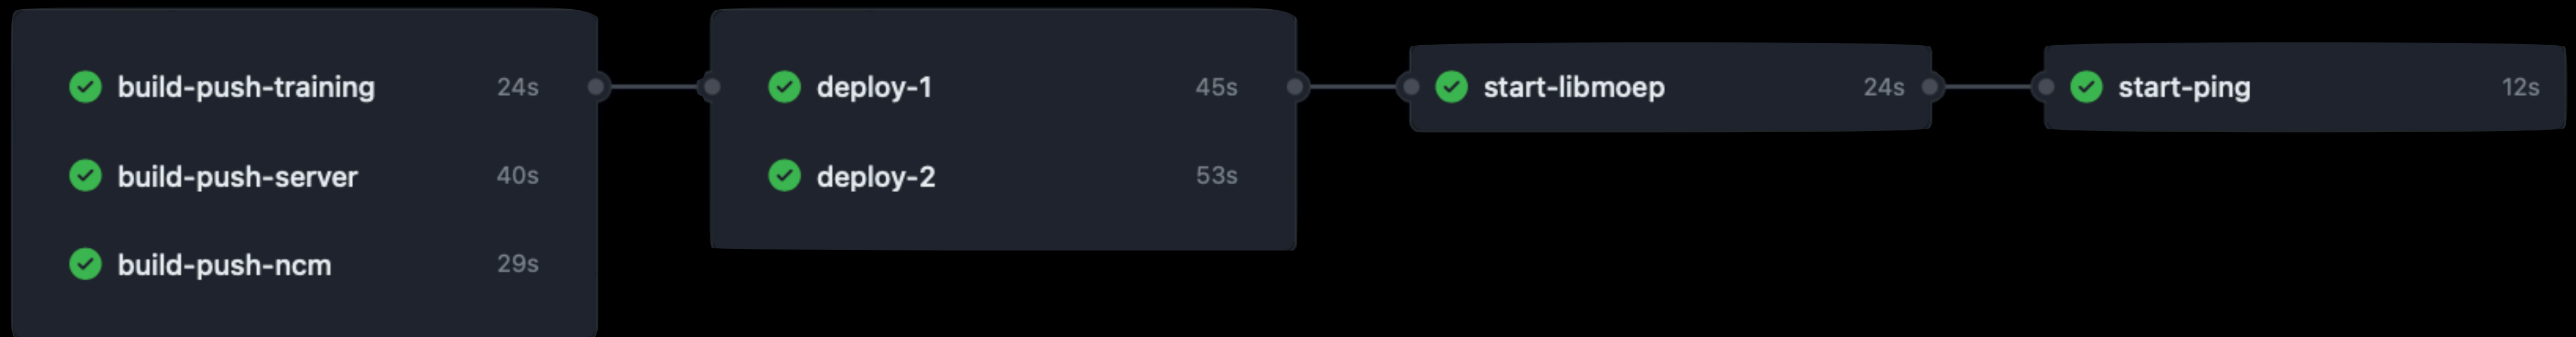 build-push-training 24s
build-push-server 40s
build-push-ncm 29s
deploy-1 45s
deploy-2 53s
start-libmoep 24s
start-ping 12s